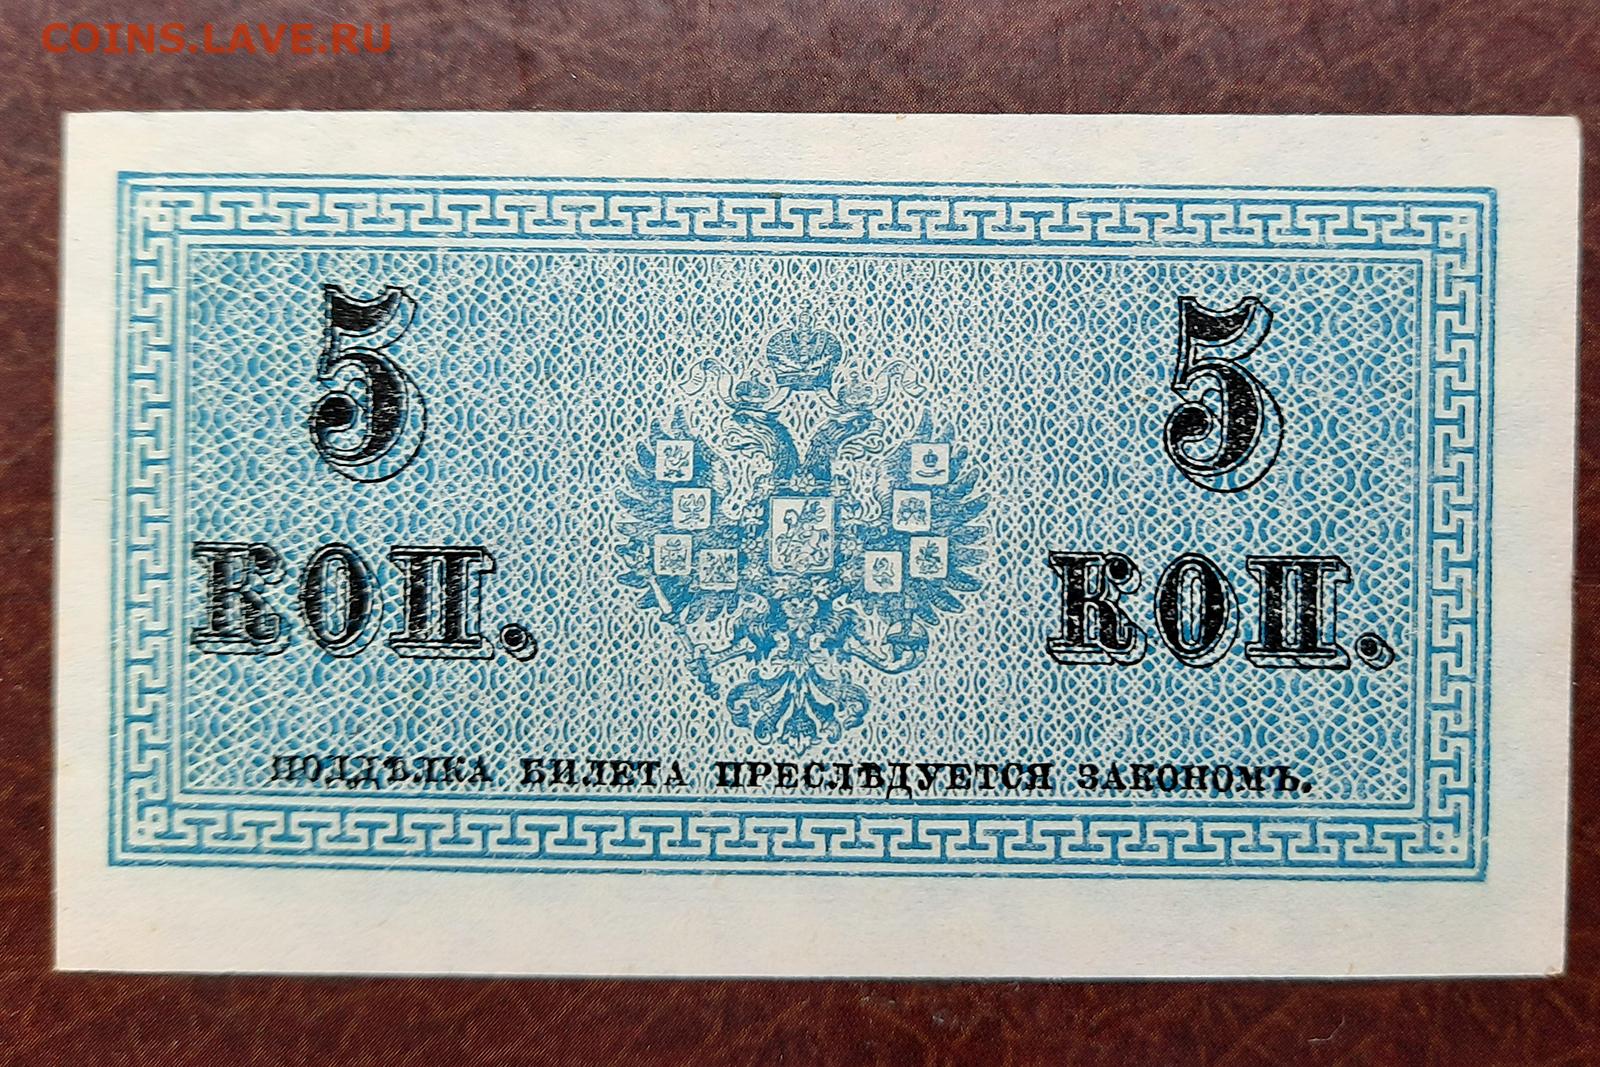 COINS.LAVE.RU
5 5
КОП. КОП.
ПОДДѢЛКА БИЛЕТА ПРЕСЛѢДУЕТСЯ ЗАКОНОМЪ.